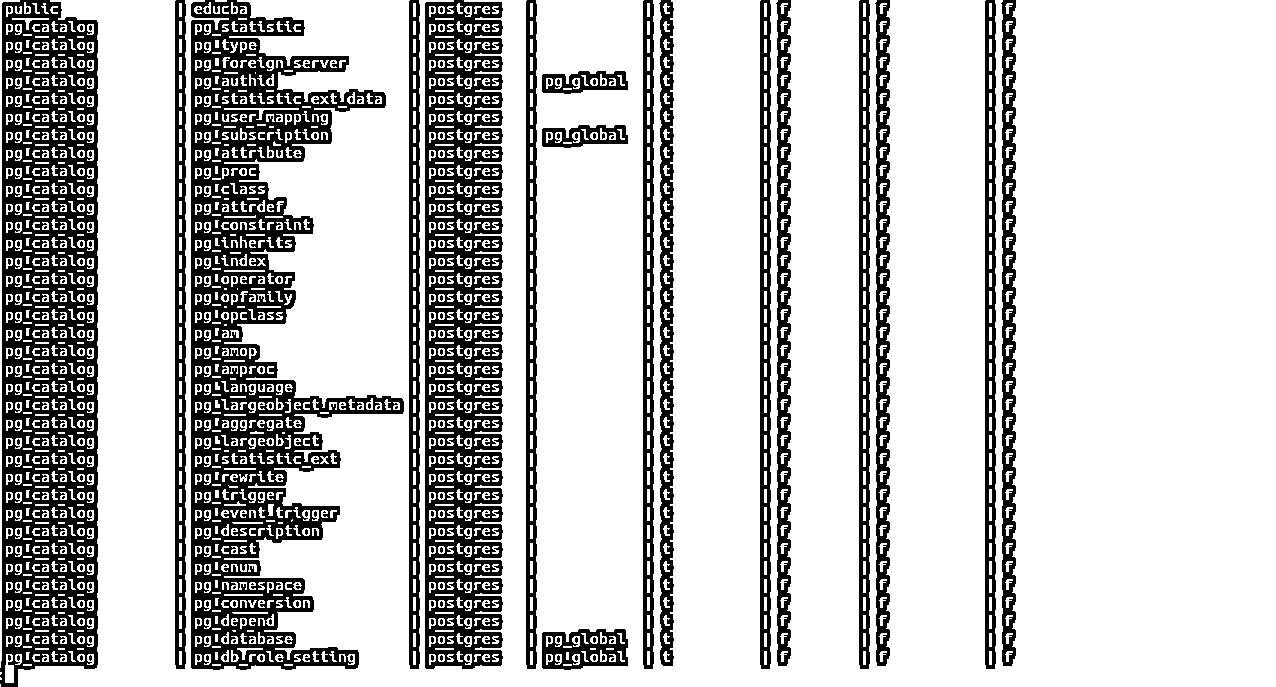 public | educba | postgres | | t | f | f | f
pg_catalog | pg_statistic | postgres | | t | f | f | f
pg_catalog | pg_type | postgres | | t | f | f | f
pg_catalog | pg_foreign_server | postgres | | t | f | f | f
pg_catalog | pg_authid | postgres | pg_global | t | f | f | f
pg_catalog | pg_statistic_ext_data | postgres | | t | f | f | f
pg_catalog | pg_user_mapping | postgres | | t | f | f | f
pg_catalog | pg_subscription | postgres | pg_global | t | f | f | f
pg_catalog | pg_attribute | postgres | | t | f | f | f
pg_catalog | pg_proc | postgres | | t | f | f | f
pg_catalog | pg_class | postgres | | t | f | f | f
pg_catalog | pg_attrdef | postgres | | t | f | f | f
pg_catalog | pg_constraint | postgres | | t | f | f | f
pg_catalog | pg_inherits | postgres | | t | f | f | f
pg_catalog | pg_index | postgres | | t | f | f | f
pg_catalog | pg_operator | postgres | | t | f | f | f
pg_catalog | pg_opfamily | postgres | | t | f | f | f
pg_catalog | pg_opclass | postgres | | t | f | f | f
pg_catalog | pg_am | postgres | | t | f | f | f
pg_catalog | pg_amop | postgres | | t | f | f | f
pg_catalog | pg_amproc | postgres | | t | f | f | f
pg_catalog | pg_language | postgres | | t | f | f | f
pg_catalog | pg_largeobject_metadata | postgres | | t | f | f | f
pg_catalog | pg_aggregate | postgres | | t | f | f | f
pg_catalog | pg_largeobject | postgres | | t | f | f | f
pg_catalog | pg_statistic_ext | postgres | | t | f | f | f
pg_catalog | pg_rewrite | postgres | | t | f | f | f
pg_catalog | pg_trigger | postgres | | t | f | f | f
pg_catalog | pg_event_trigger | postgres | | t | f | f | f
pg_catalog | pg_description | postgres | | t | f | f | f
pg_catalog | pg_cast | postgres | | t | f | f | f
pg_catalog | pg_enum | postgres | | t | f | f | f
pg_catalog | pg_namespace | postgres | | t | f | f | f
pg_catalog | pg_conversion | postgres | | t | f | f | f
pg_catalog | pg_depend | postgres | | t | f | f | f
pg_catalog | pg_database | postgres | pg_global | t | f | f | f
pg_catalog | pg_db_role_setting | postgres | pg_global | t | f | f | f
: